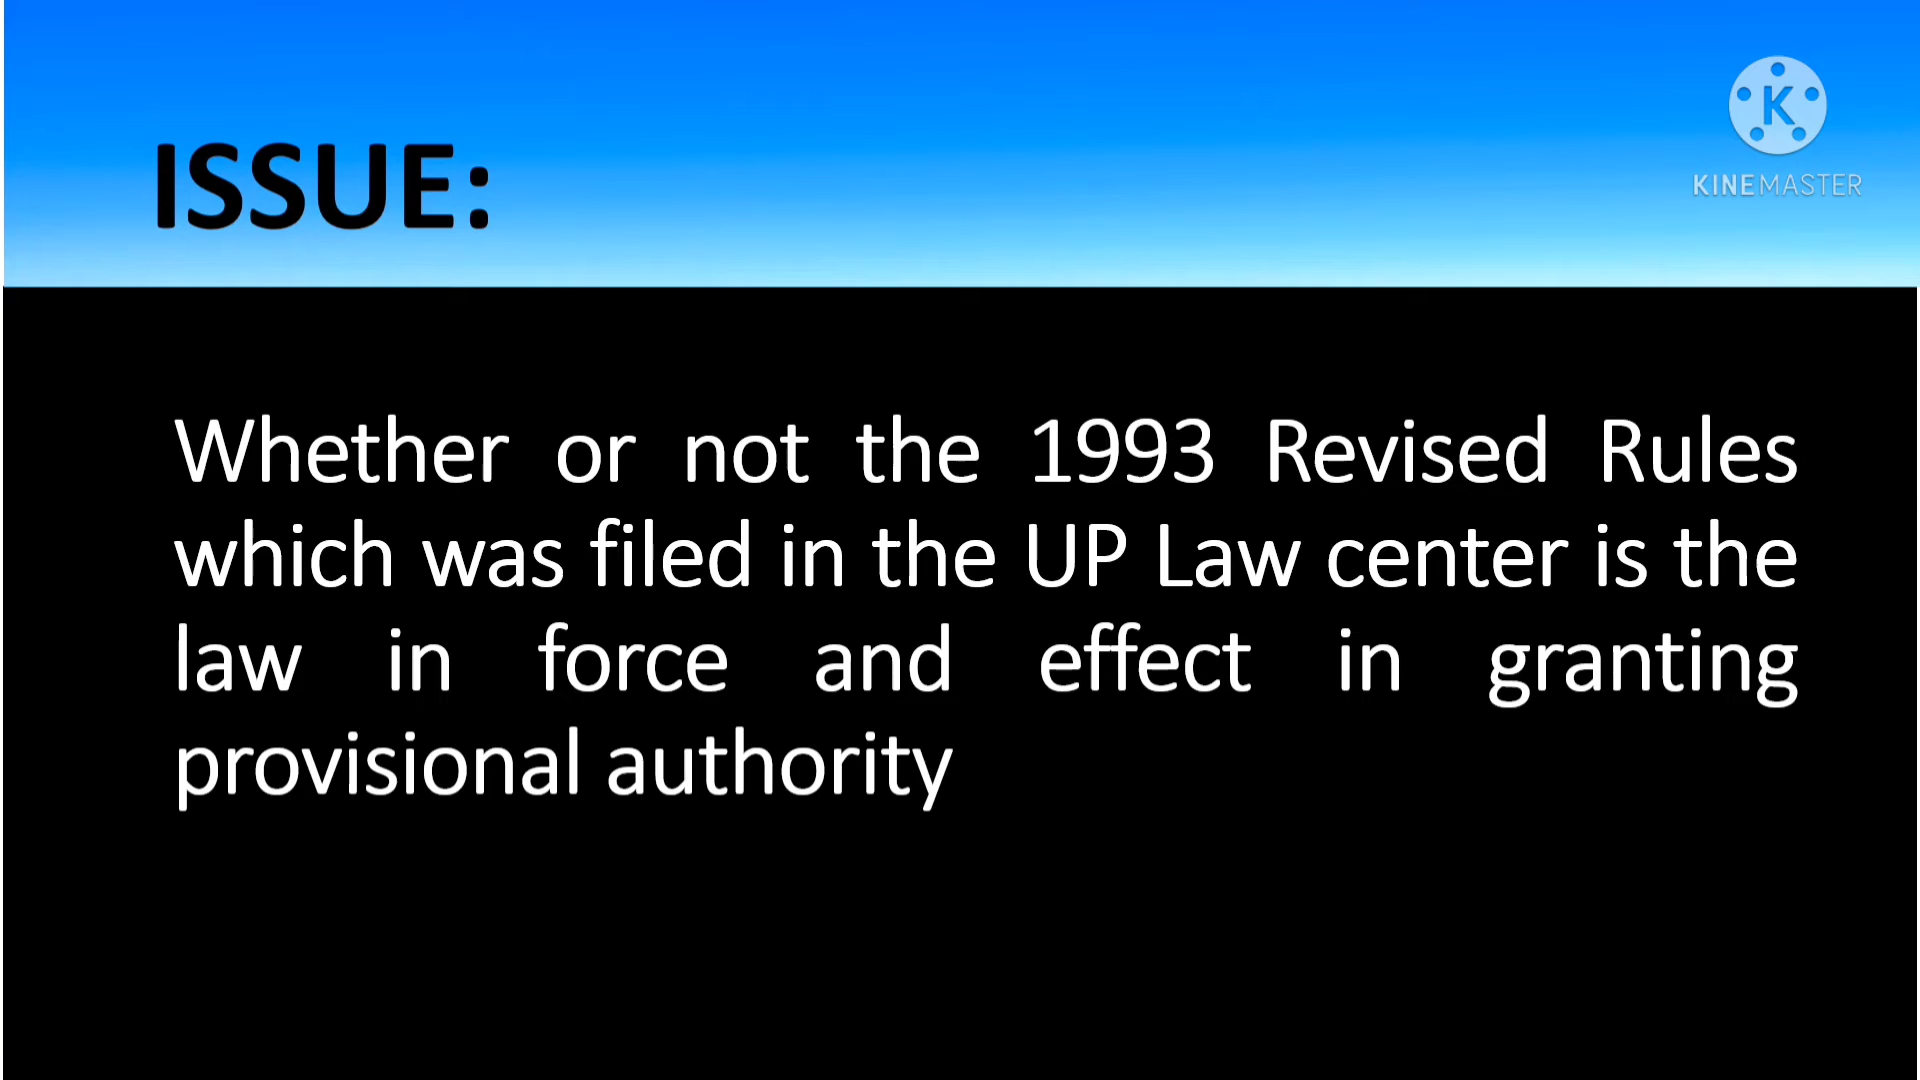 ISSUE:
K
KINEMASTER
Whether or not the 1993 Revised Rules
which was filed in the UP Law center is the
law in force and effect in granting
provisional authority